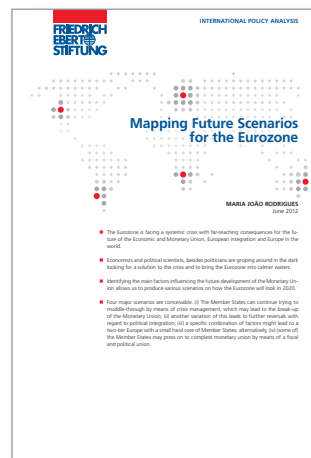 INTERNATIONAL POLICY ANALYSIS
FRIEDRICH
EBERT
STIFTUNG
Mapping Future Scenarios
for the Eurozone
MARIA JOÃO RODRIGUES
June 2012
The Eurozone is facing a systemic crisis with far-reaching consequences for the fu-
ture of the Economic and Monetary Union, European integration and Europe in the
world.
Economists and political scientists, besides politicians are groping around in the dark
looking for a solution to the crisis and to bring the Eurozone into calmer waters.
Identifying the main factors influencing the future development of the Monetary Un-
ion allows us to produce various scenarios on how the Eurozone will look in 2020.
Four major scenarios are conceivable. (i) The Member States can continue trying to
muddle-through by means of crisis management, which may lead to the break-up
of the Monetary Union; (ii) another variation of this leads to further reversals with
regard to political integration; (iii) a specific combination of factors might lead to a
two-tier Europe with a small hard core of Member States; alternatively, (iv) (some of)
the Member States may press on to complete monetary union by means of a fiscal
and political union.